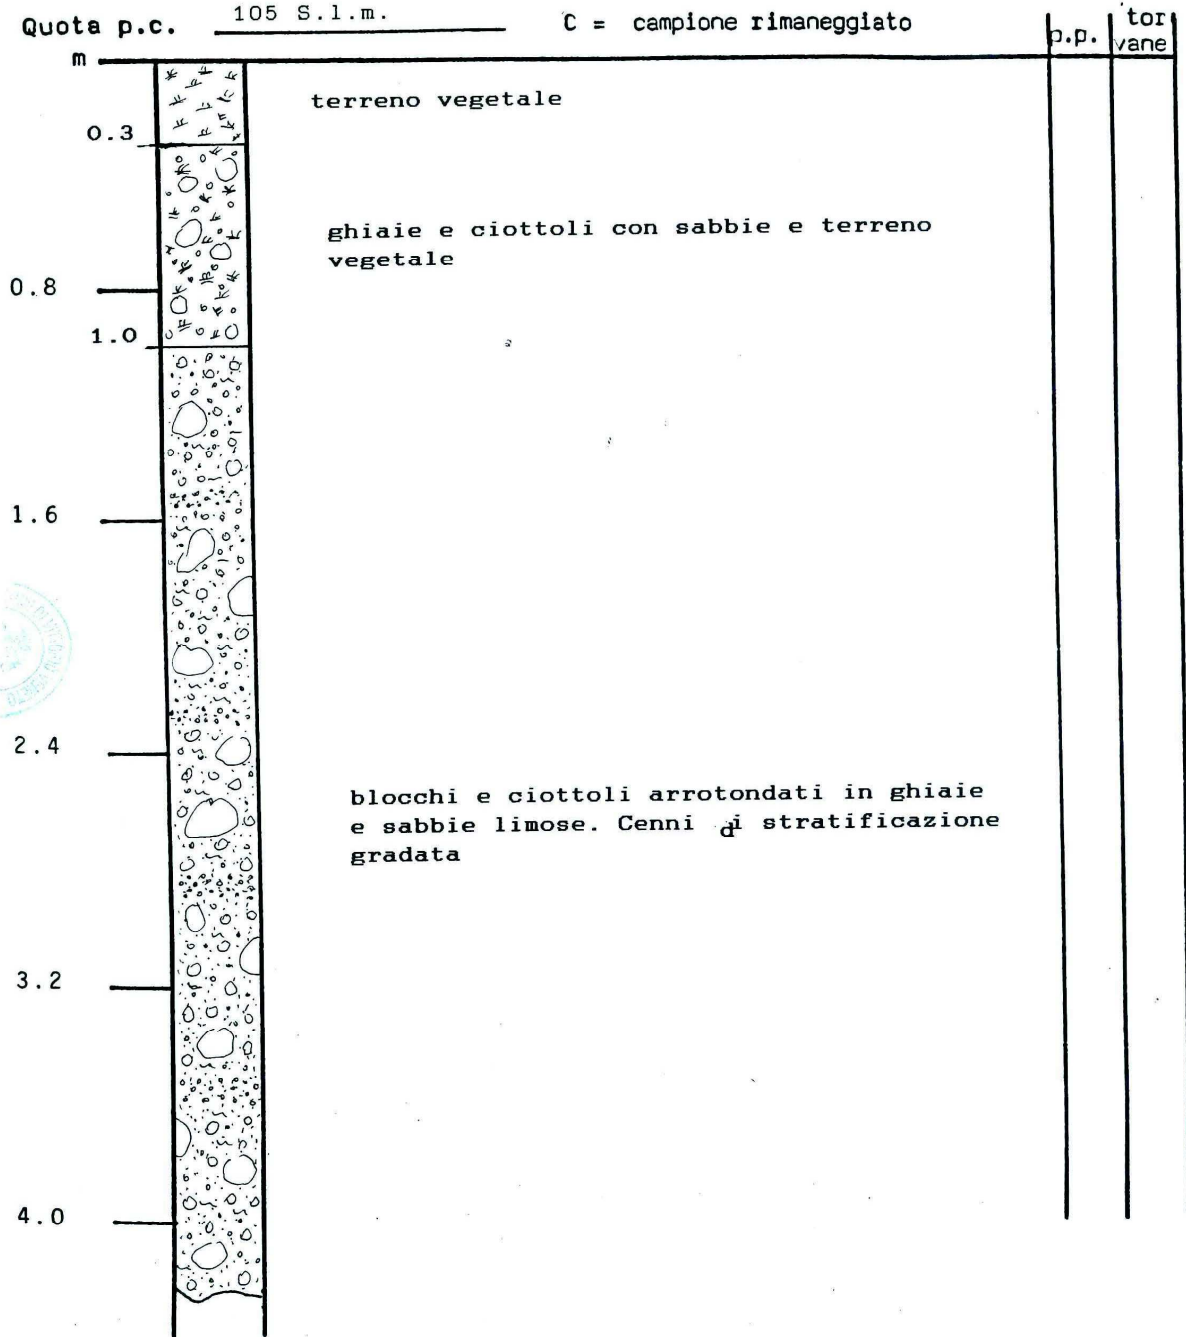 Quota p.c. 105 S.l.m. C = campione rimaneggiato p.p. tor vane
m
terreno vegetale
0.3
ghiaie e ciottoli con sabbie e terreno
vegetale
0.8
1.0
1.6
2.4
blocchi e ciottoli arrotondati in ghiaie
e sabbie limose. Cenni di stratificazione
gradata
3.2
4.0